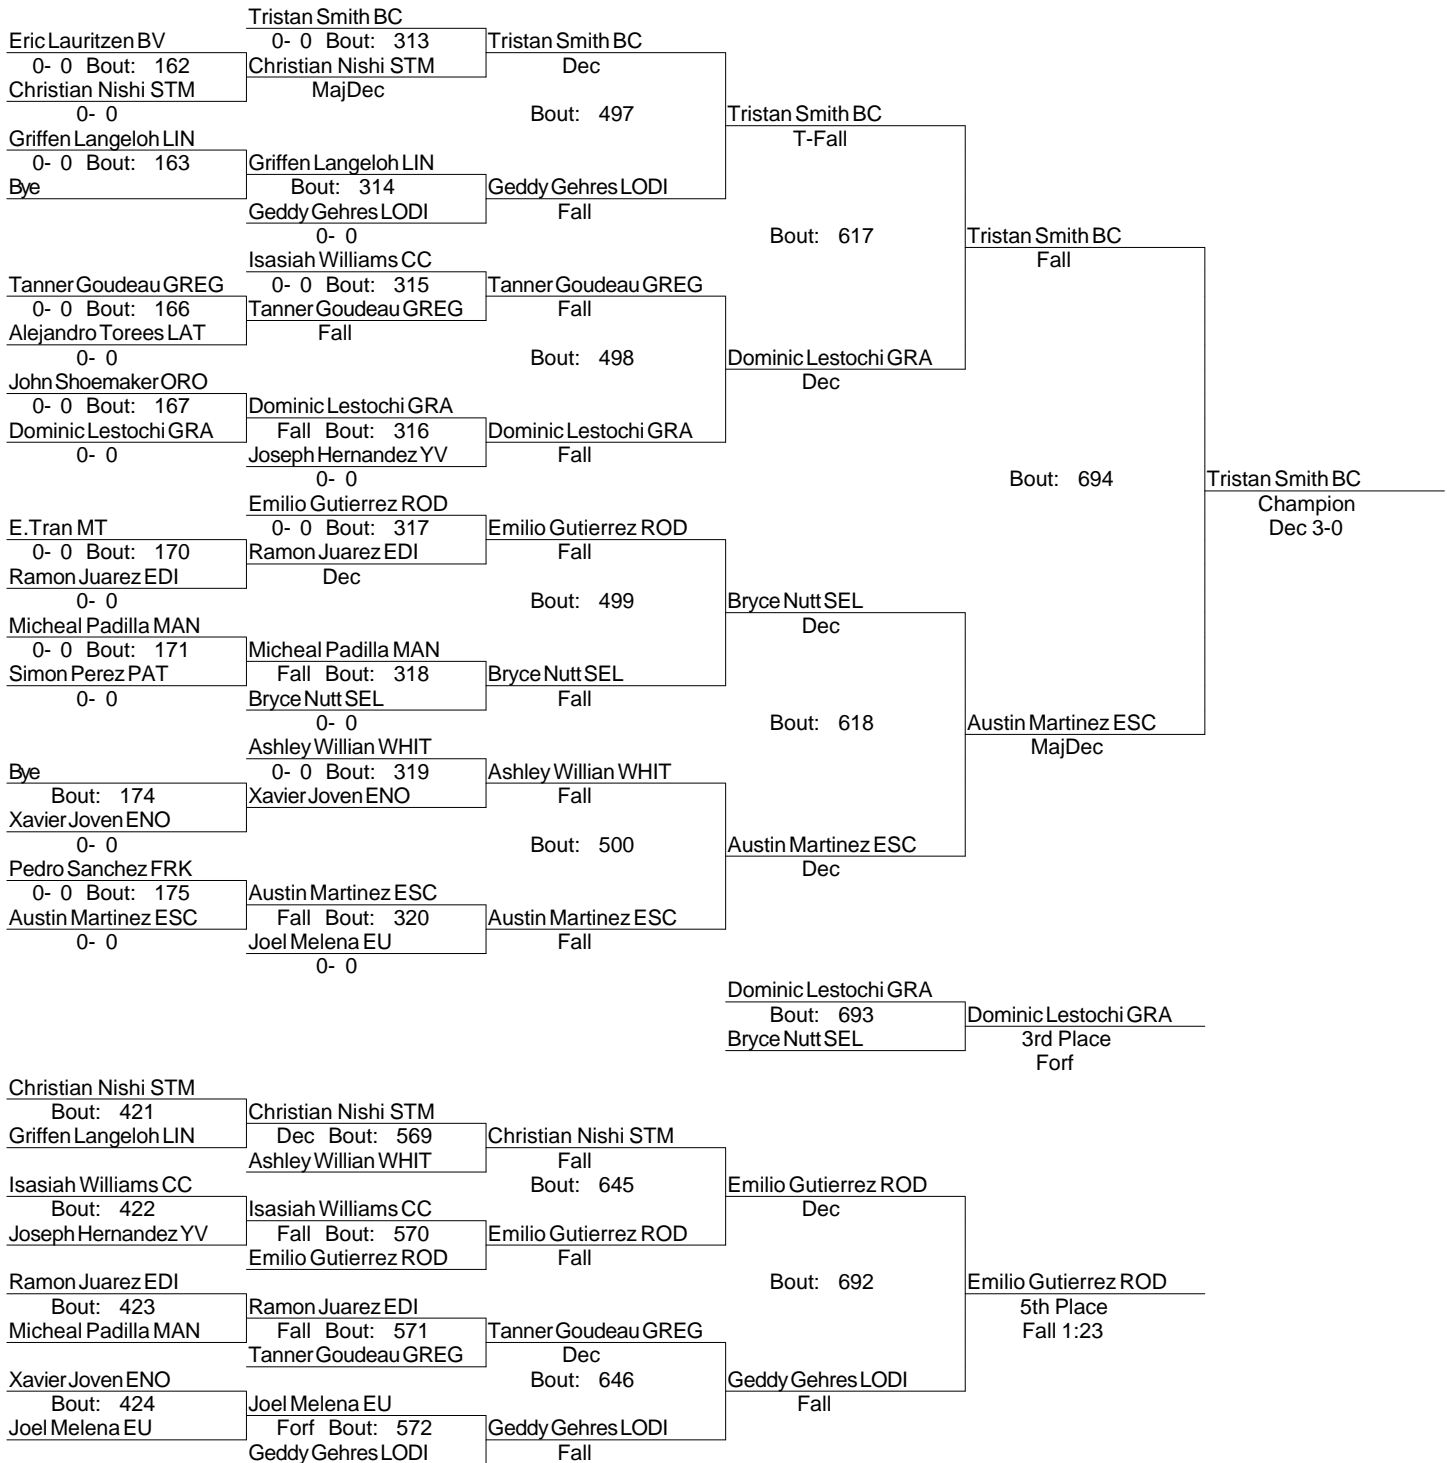 Tristan Smith BC
Eric Lauritzen BV 0- 0 Bout: 313 Tristan Smith BC
0- 0 Bout: 162 Christian Nishi STM Dec
Christian Nishi STM MajDec
0- 0 Bout: 497 Tristan Smith BC
Griffen Langeloh LIN T-Fall
0- 0 Bout: 163 Griffen Langeloh LIN
Bye Bout: 314 Geddy Gehres LODI
Geddy Gehres LODI Fall
0- 0 Bout: 617 Tristan Smith BC
Isasiah Williams CC Fall
Tanner Goudeau GREG 0- 0 Bout: 315 Tanner Goudeau GREG
0- 0 Bout: 166 Tanner Goudeau GREG Fall
Alejandro Torees LAT Fall
0- 0 Bout: 498 Dominic Lestochi GRA
John Shoemaker ORO Dec
0- 0 Bout: 167 Dominic Lestochi GRA
Dominic Lestochi GRA Fall Bout: 316 Dominic Lestochi GRA
0- 0 Joseph Hernandez YV Fall
0- 0 Bout: 694 Tristan Smith BC
Emilio Gutierrez ROD Champion
E.Tran MT 0- 0 Bout: 317 Emilio Gutierrez ROD Dec 3-0
0- 0 Bout: 170 Ramon Juarez EDI Fall
Ramon Juarez EDI Dec
0- 0 Bout: 499 Bryce Nutt SEL
Micheal Padilla MAN Dec
0- 0 Bout: 171 Micheal Padilla MAN
Simon Perez PAT Fall Bout: 318 Bryce Nutt SEL
0- 0 Bryce Nutt SEL Fall
0- 0 Bout: 618 Austin Martinez ESC
Ashley Willian WHIT MajDec
Bye 0- 0 Bout: 319 Ashley Willian WHIT
Bout: 174 Xavier Joven ENO Fall
Xavier Joven ENO
0- 0 Bout: 500 Austin Martinez ESC
Pedro Sanchez FRK Dec
0- 0 Bout: 175 Austin Martinez ESC
Austin Martinez ESC Fall Bout: 320 Austin Martinez ESC
0- 0 Joel Melena EU Fall
0- 0
Dominic Lestochi GRA
Bout: 693 Dominic Lestochi GRA
Bryce Nutt SEL 3rd Place
Forf
Christian Nishi STM
Bout: 421 Christian Nishi STM
Griffen Langeloh LIN Dec Bout: 569 Christian Nishi STM
Ashley Willian WHIT Fall
Isasiah Williams CC Bout: 645 Emilio Gutierrez ROD
Bout: 422 Isasiah Williams CC Dec
Joseph Hernandez YV Fall Bout: 570 Emilio Gutierrez ROD
Emilio Gutierrez ROD Fall
Ramon Juarez EDI Bout: 692 Emilio Gutierrez ROD
Bout: 423 Ramon Juarez EDI 5th Place
Micheal Padilla MAN Fall Bout: 571 Tanner Goudeau GREG Fall 1:23
Tanner Goudeau GREG Dec
Xavier Joven ENO Bout: 646 Geddy Gehres LODI
Bout: 424 Joel Melena EU Fall
Joel Melena EU Forf Bout: 572 Geddy Gehres LODI
Geddy Gehres LODI Fall